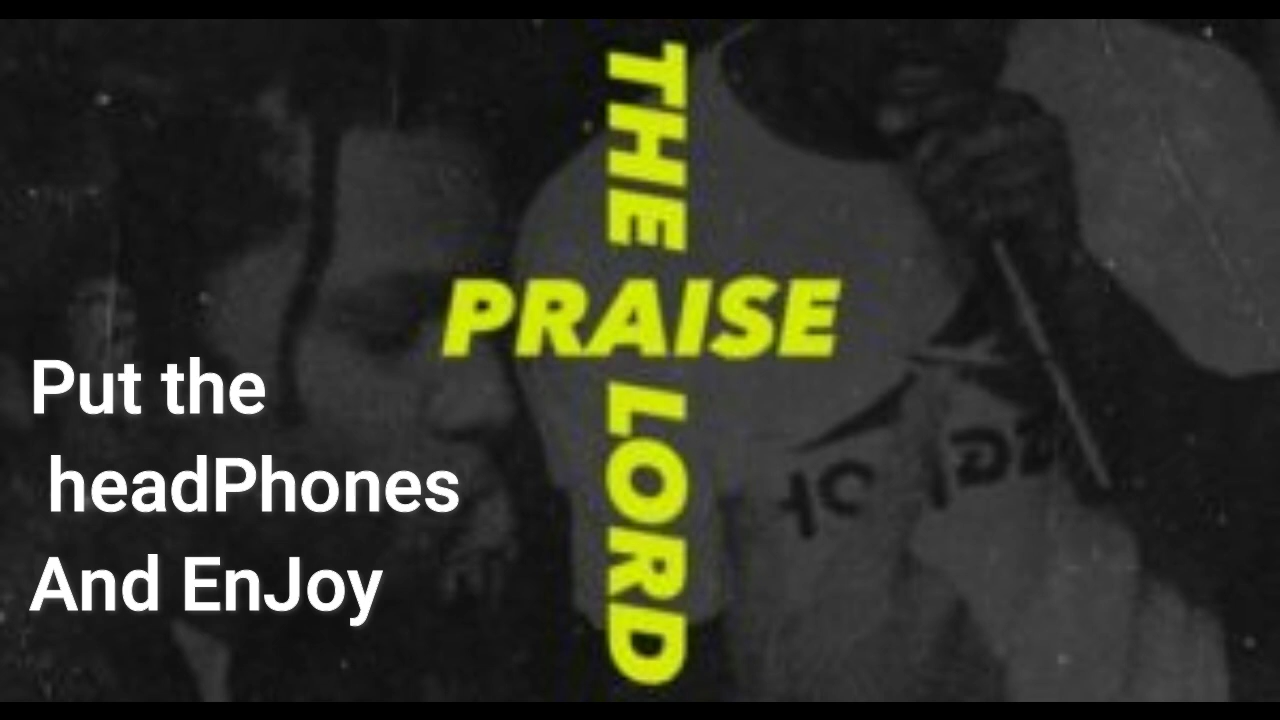 THE
PRAISE
LORD
Put the
headPhones
And EnJoy